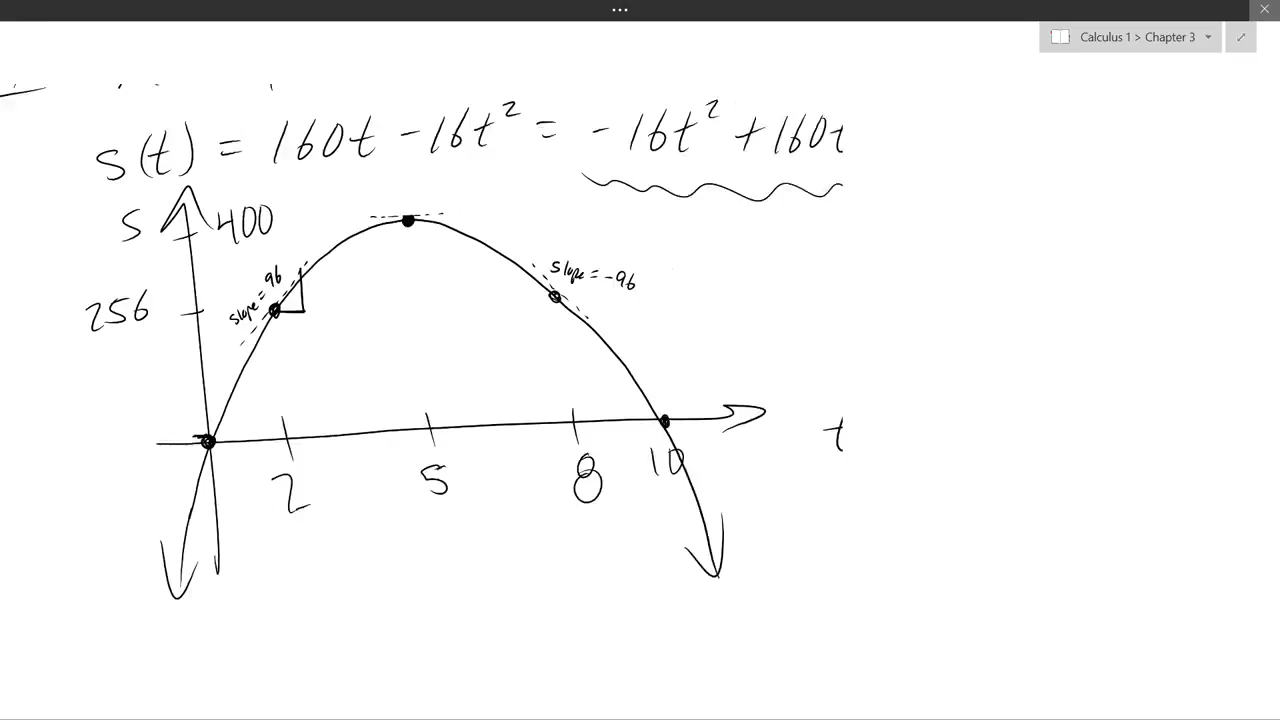 Calculus 1 > Chapter 3
s(t) = 160t - 16t² = -16t² + 160t
s 400
slope = 96
slope = -96
256
t
2 5 8 10